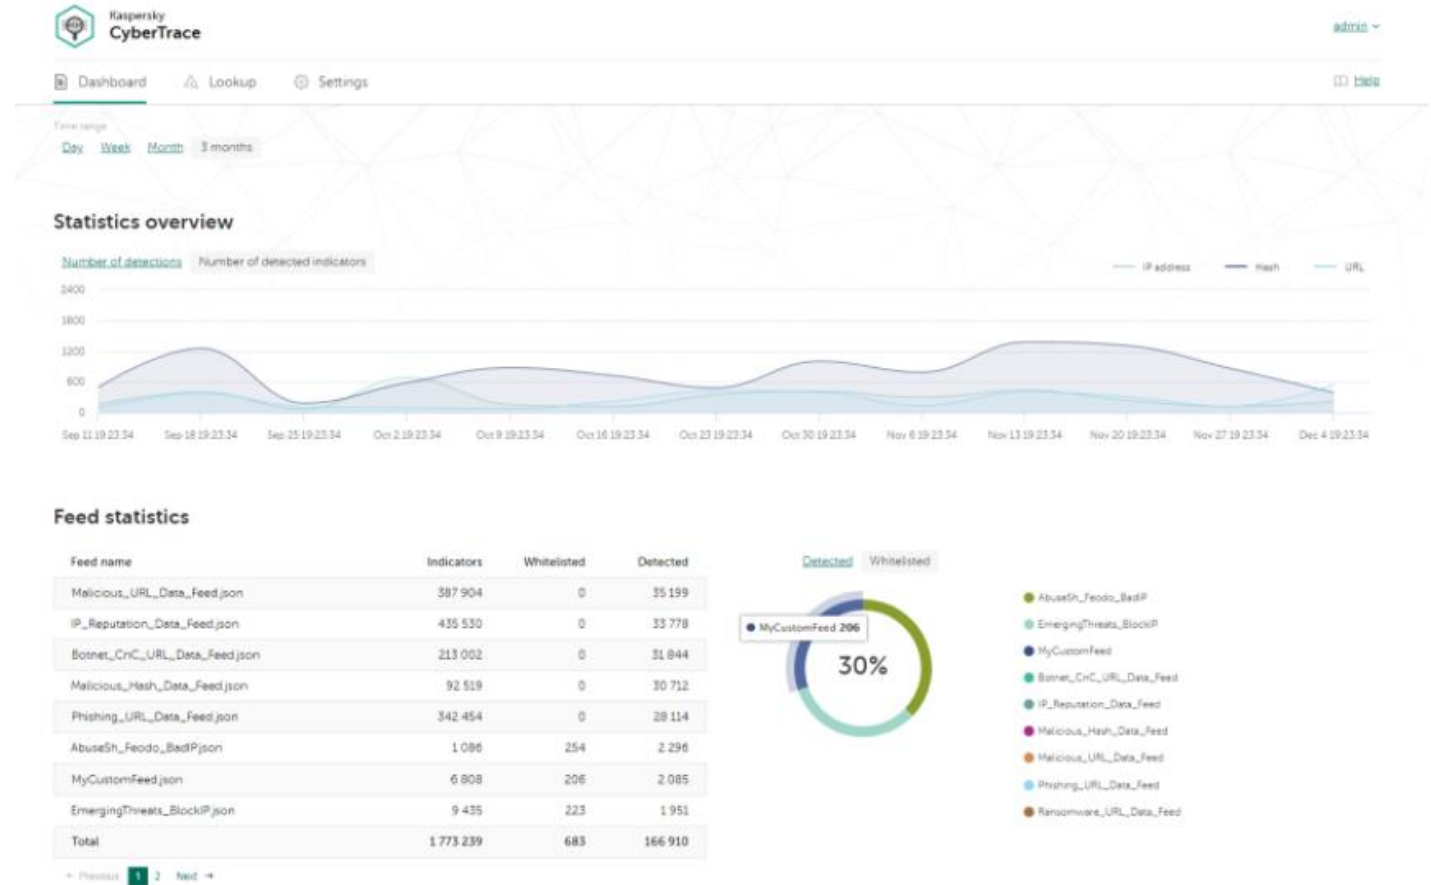 Kaspersky
CyberTrace
admin
Dashboard Lookup Settings Help
Time range
Day Week Month 3 months
Statistics overview
Number of detections Number of detected indicators IP address Hash URL
2400
1800
1200
600
0
Sep 11 19:23:34 Sep 18 19:23:34 Sep 25 19:23:34 Oct 2 19:23:34 Oct 9 19:23:34 Oct 16 19:23:34 Oct 23 19:23:34 Oct 30 19:23:34 Nov 6 19:23:34 Nov 13 19:23:34 Nov 20 19:23:34 Nov 27 19:23:34 Dec 4 19:23:34
Feed statistics
Feed name Indicators Whitelisted Detected
Malicious_URL_Data_Feed.json 387 904 0 35 199
IP_Reputation_Data_Feed.json 435 530 0 33 778
Botnet_CnC_URL_Data_Feed.json 213 002 0 31 844
Malicious_Hash_Data_Feed.json 92 519 0 30 712
Phishing_URL_Data_Feed.json 342 454 0 28 114
AbuseSh_Feodo_BadIP.json 1 086 254 2 296
MyCustomFeed.json 6 808 206 2 085
EmergingThreats_BlockIP.json 9 435 223 1 951
Total 1 773 239 683 166 910
← Previous 1 2 Next →
Detected Whitelisted
MyCustomFeed 206
30%
AbuseSh_Feodo_BadIP
EmergingThreats_BlockIP
MyCustomFeed
Botnet_CnC_URL_Data_Feed
IP_Reputation_Data_Feed
Malicious_Hash_Data_Feed
Malicious_URL_Data_Feed
Phishing_URL_Data_Feed
Ransomware_URL_Data_Feed